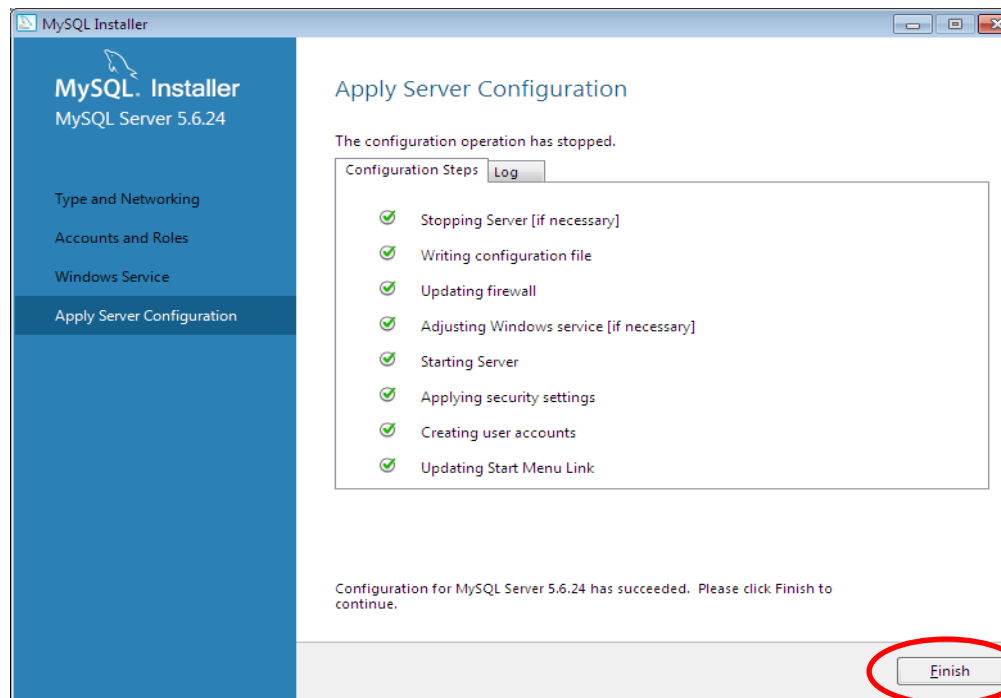 MySQL Installer
MySQL. Installer
MySQL Server 5.6.24
Type and Networking
Accounts and Roles
Windows Service
Apply Server Configuration
Apply Server Configuration
The configuration operation has stopped.
Configuration Steps
Log
Stopping Server [if necessary]
Writing configuration file
Updating firewall
Adjusting Windows service [if necessary]
Starting Server
Applying security settings
Creating user accounts
Updating Start Menu Link
Configuration for MySQL Server 5.6.24 has succeeded. Please click Finish to
continue.
Finish